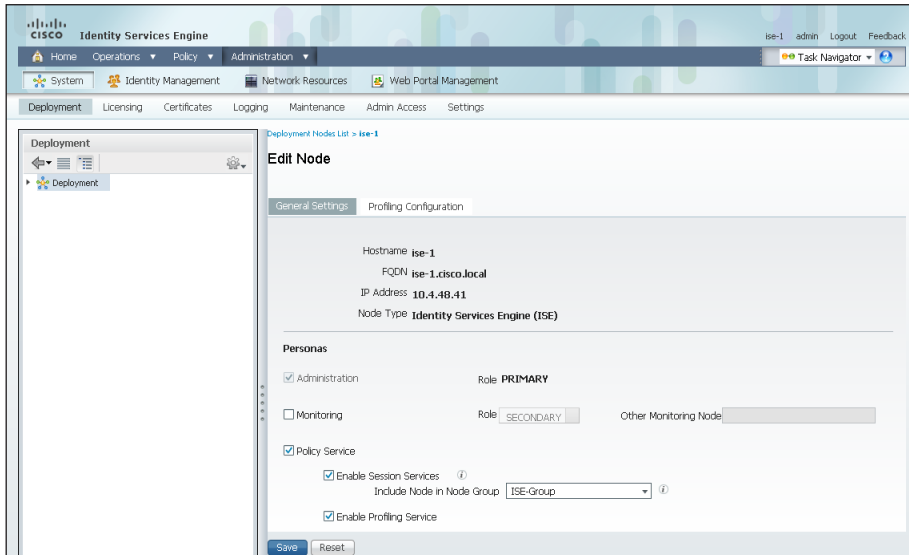 CISCO Identity Services Engine
ise-1 admin Logout Feedback
Home Operations ▼ Policy ▼ Administration ▼
Task Navigator ▼
System Identity Management Network Resources Web Portal Management
Deployment Licensing Certificates Logging Maintenance Admin Access Settings
Deployment
Deployment
Deployment Nodes List > ise-1
Edit Node
General Settings Profiling Configuration
Hostname ise-1
FQDN ise-1.cisco.local
IP Address 10.4.48.41
Node Type Identity Services Engine (ISE)
Personas
Administration Role PRIMARY
Monitoring Role SECONDARY Other Monitoring Node
Policy Service
Enable Session Services
Include Node in Node Group ISE-Group
Enable Profiling Service
Save Reset